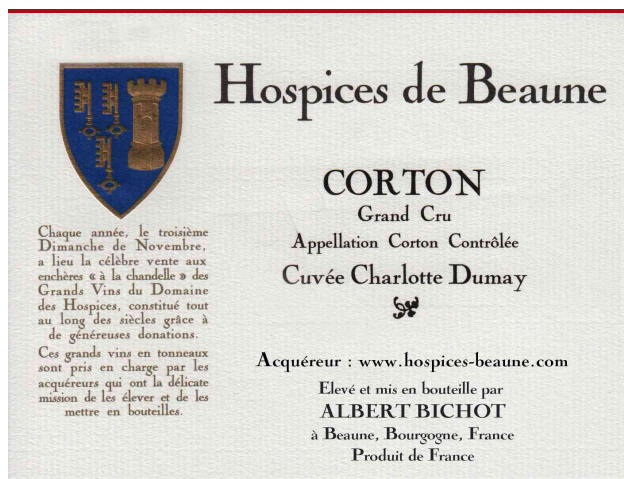 Hospices de Beaune
CORTON
Grand Cru
Appellation Corton Contrôlée
Cuvée Charlotte Dumay
Chaque année, le troisième
Dimanche de Novembre,
a lieu la célèbre vente aux
enchères « à la chandelle » des
Grands Vins du Domaine
des Hospices, constitué tout
au long des siècles grâce à
de généreuses donations.
Ces grands vins en tonneaux
sont pris en charge par les
acquéreurs qui ont la délicate
mission de les élever et de les
mettre en bouteilles.
Acquéreur : www.hospices-beaune.com
Elevé et mis en bouteille par
ALBERT BICHOT
à Beaune, Bourgogne, France
Produit de France